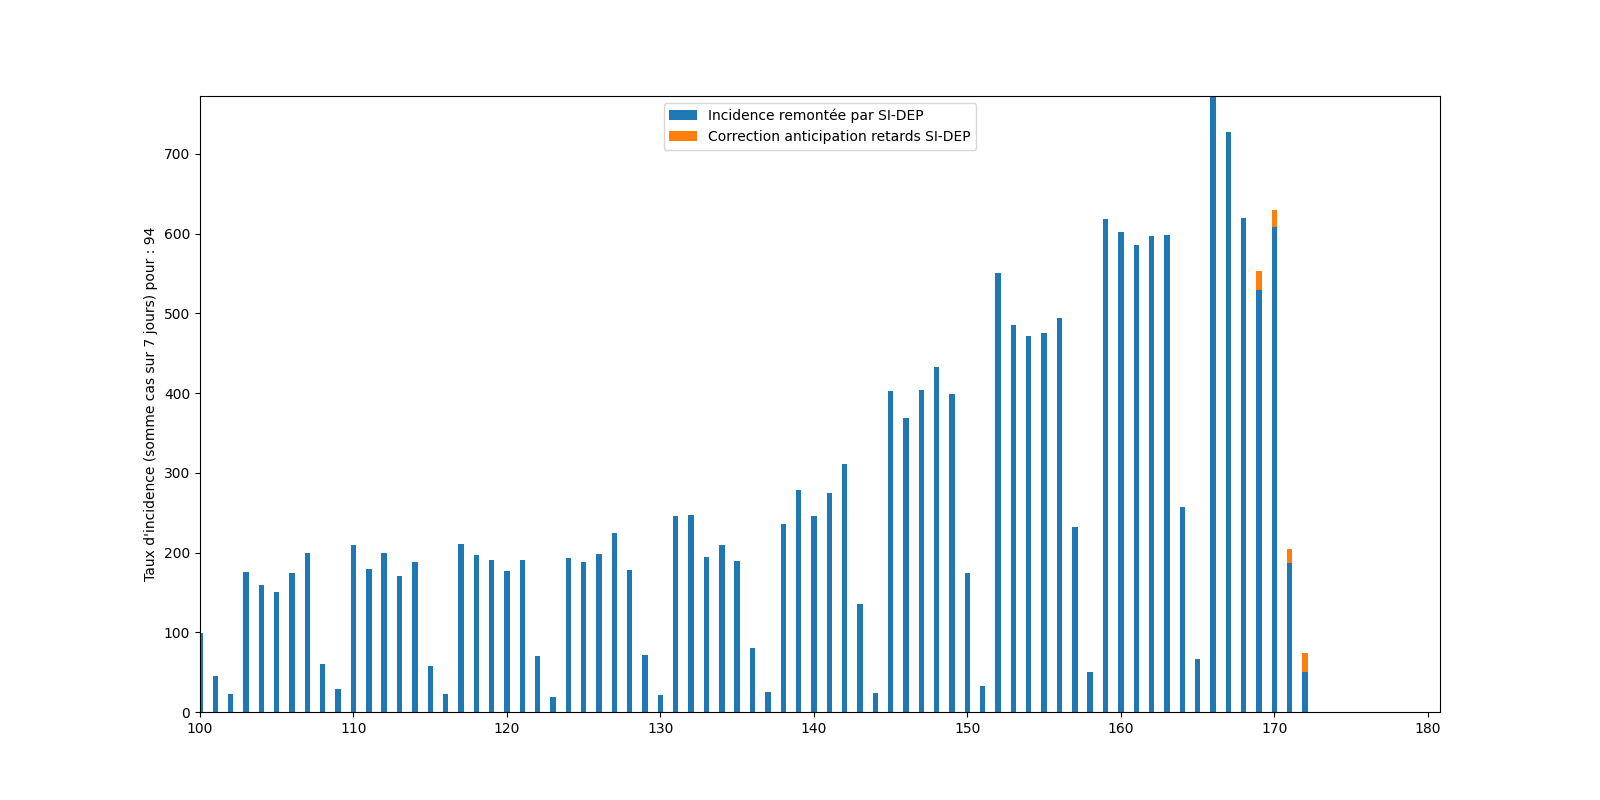 Incidence remontée par SI-DEP
Correction anticipation retards SI-DEP
Taux d'incidence (somme cas sur 7 jours) pour : 94
700
600
500
400
300
200
100
0
100 110 120 130 140 150 160 170 180